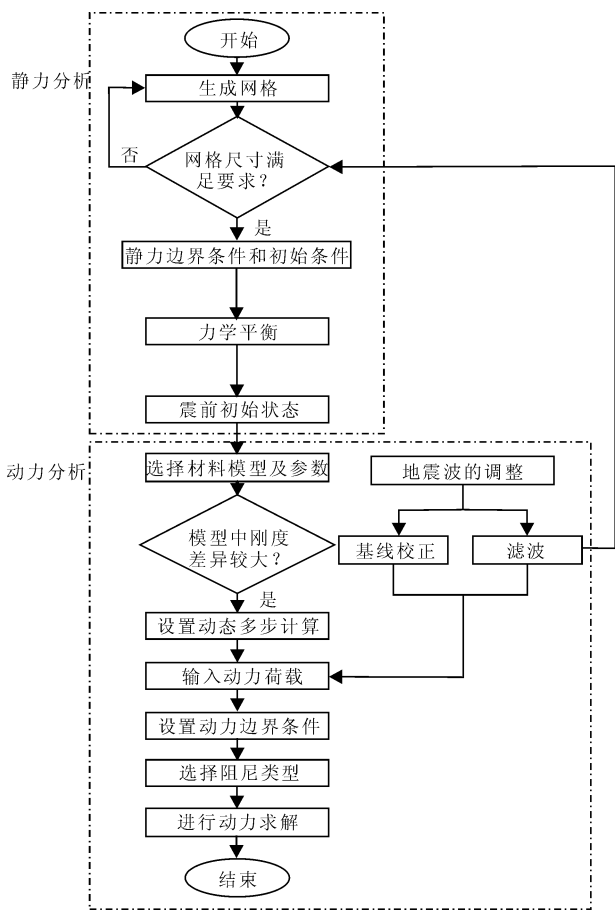 开始
静力分析
生成网格
否
网格尺寸满
足要求?
是
静力边界条件和初始条件
力学平衡
震前初始状态
动力分析
选择材料模型及参数
地震波的调整
模型中刚度
差异较大?
基线校正
滤波
是
设置动态多步计算
输入动力荷载
设置动力边界条件
选择阻尼类型
进行动力求解
结束